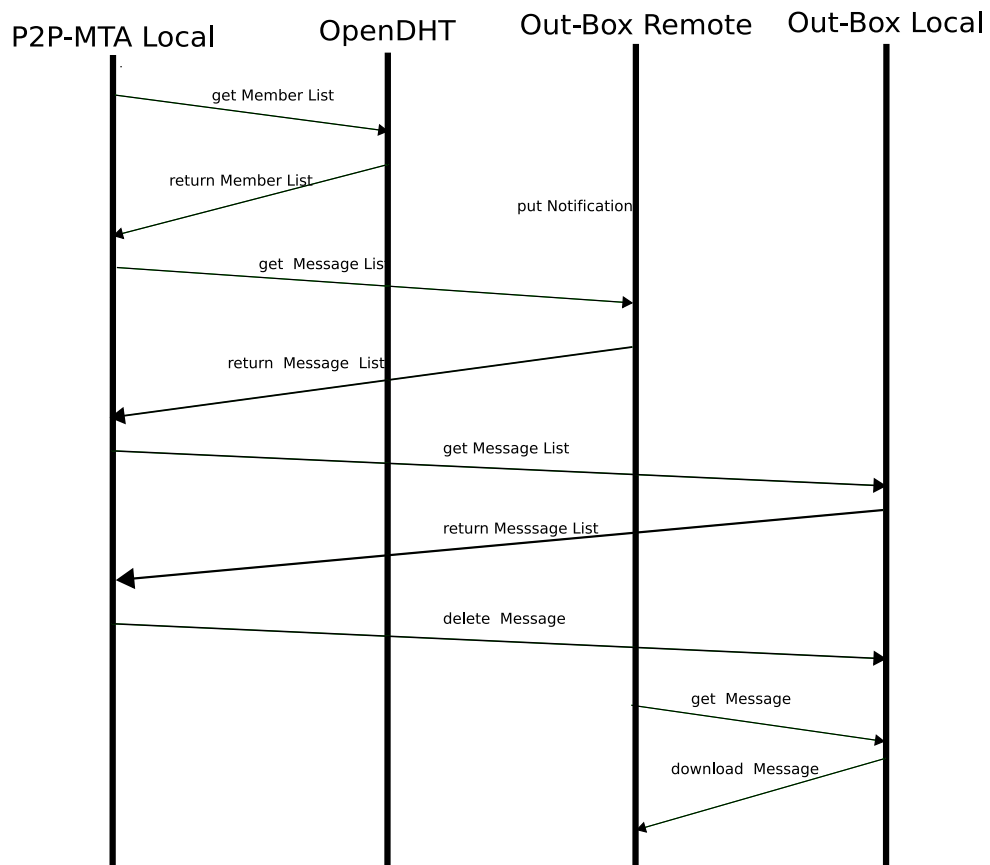 P2P-MTA Local
OpenDHT
Out-Box Remote
Out-Box Local
get Member List
return Member List
put Notification
get Message Lis
return Message List
get Message List
return Messsage List
delete Message
get Message
download Message